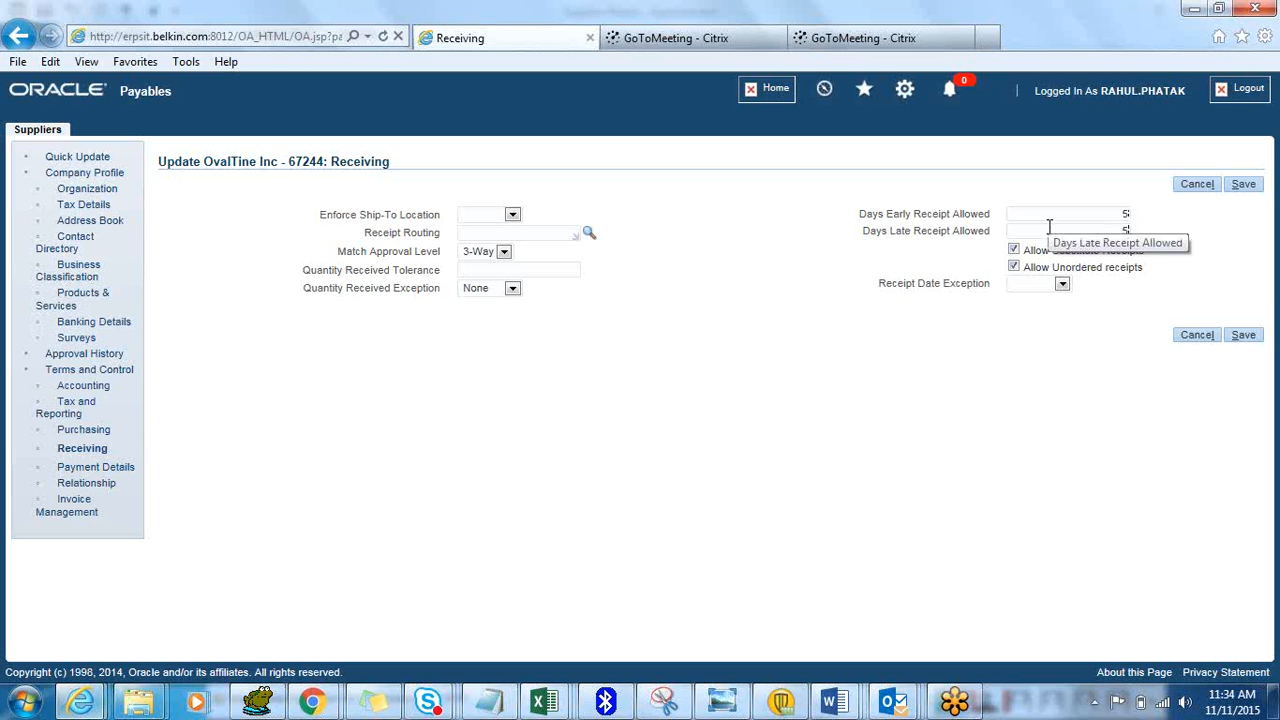 http://erpsit.belkin.com:8012/OA_HTML/OA.jsp?pa
Receiving
GoToMeeting - Citrix
GoToMeeting - Citrix
File Edit View Favorites Tools Help
ORACLE Payables
Home
0
Logged In As RAHUL.PHATAK
Logout
Suppliers
Quick Update
Company Profile
Organization
Tax Details
Address Book
Contact
Directory
Business
Classification
Products &
Services
Banking Details
Surveys
Approval History
Terms and Control
Accounting
Tax and
Reporting
Purchasing
Receiving
Payment Details
Relationship
Invoice
Management
Update OvalTine Inc - 67244: Receiving
Cancel Save
Enforce Ship-To Location
Receipt Routing
Match Approval Level 3-Way
Quantity Received Tolerance
Quantity Received Exception None
Days Early Receipt Allowed 5
Days Late Receipt Allowed 5
Days Late Receipt Allowed
Allow
Allow Unordered receipts
Receipt Date Exception
Cancel Save
Copyright (c) 1998, 2014, Oracle and/or its affiliates. All rights reserved.
About this Page Privacy Statement
11:34 AM
11/11/2015